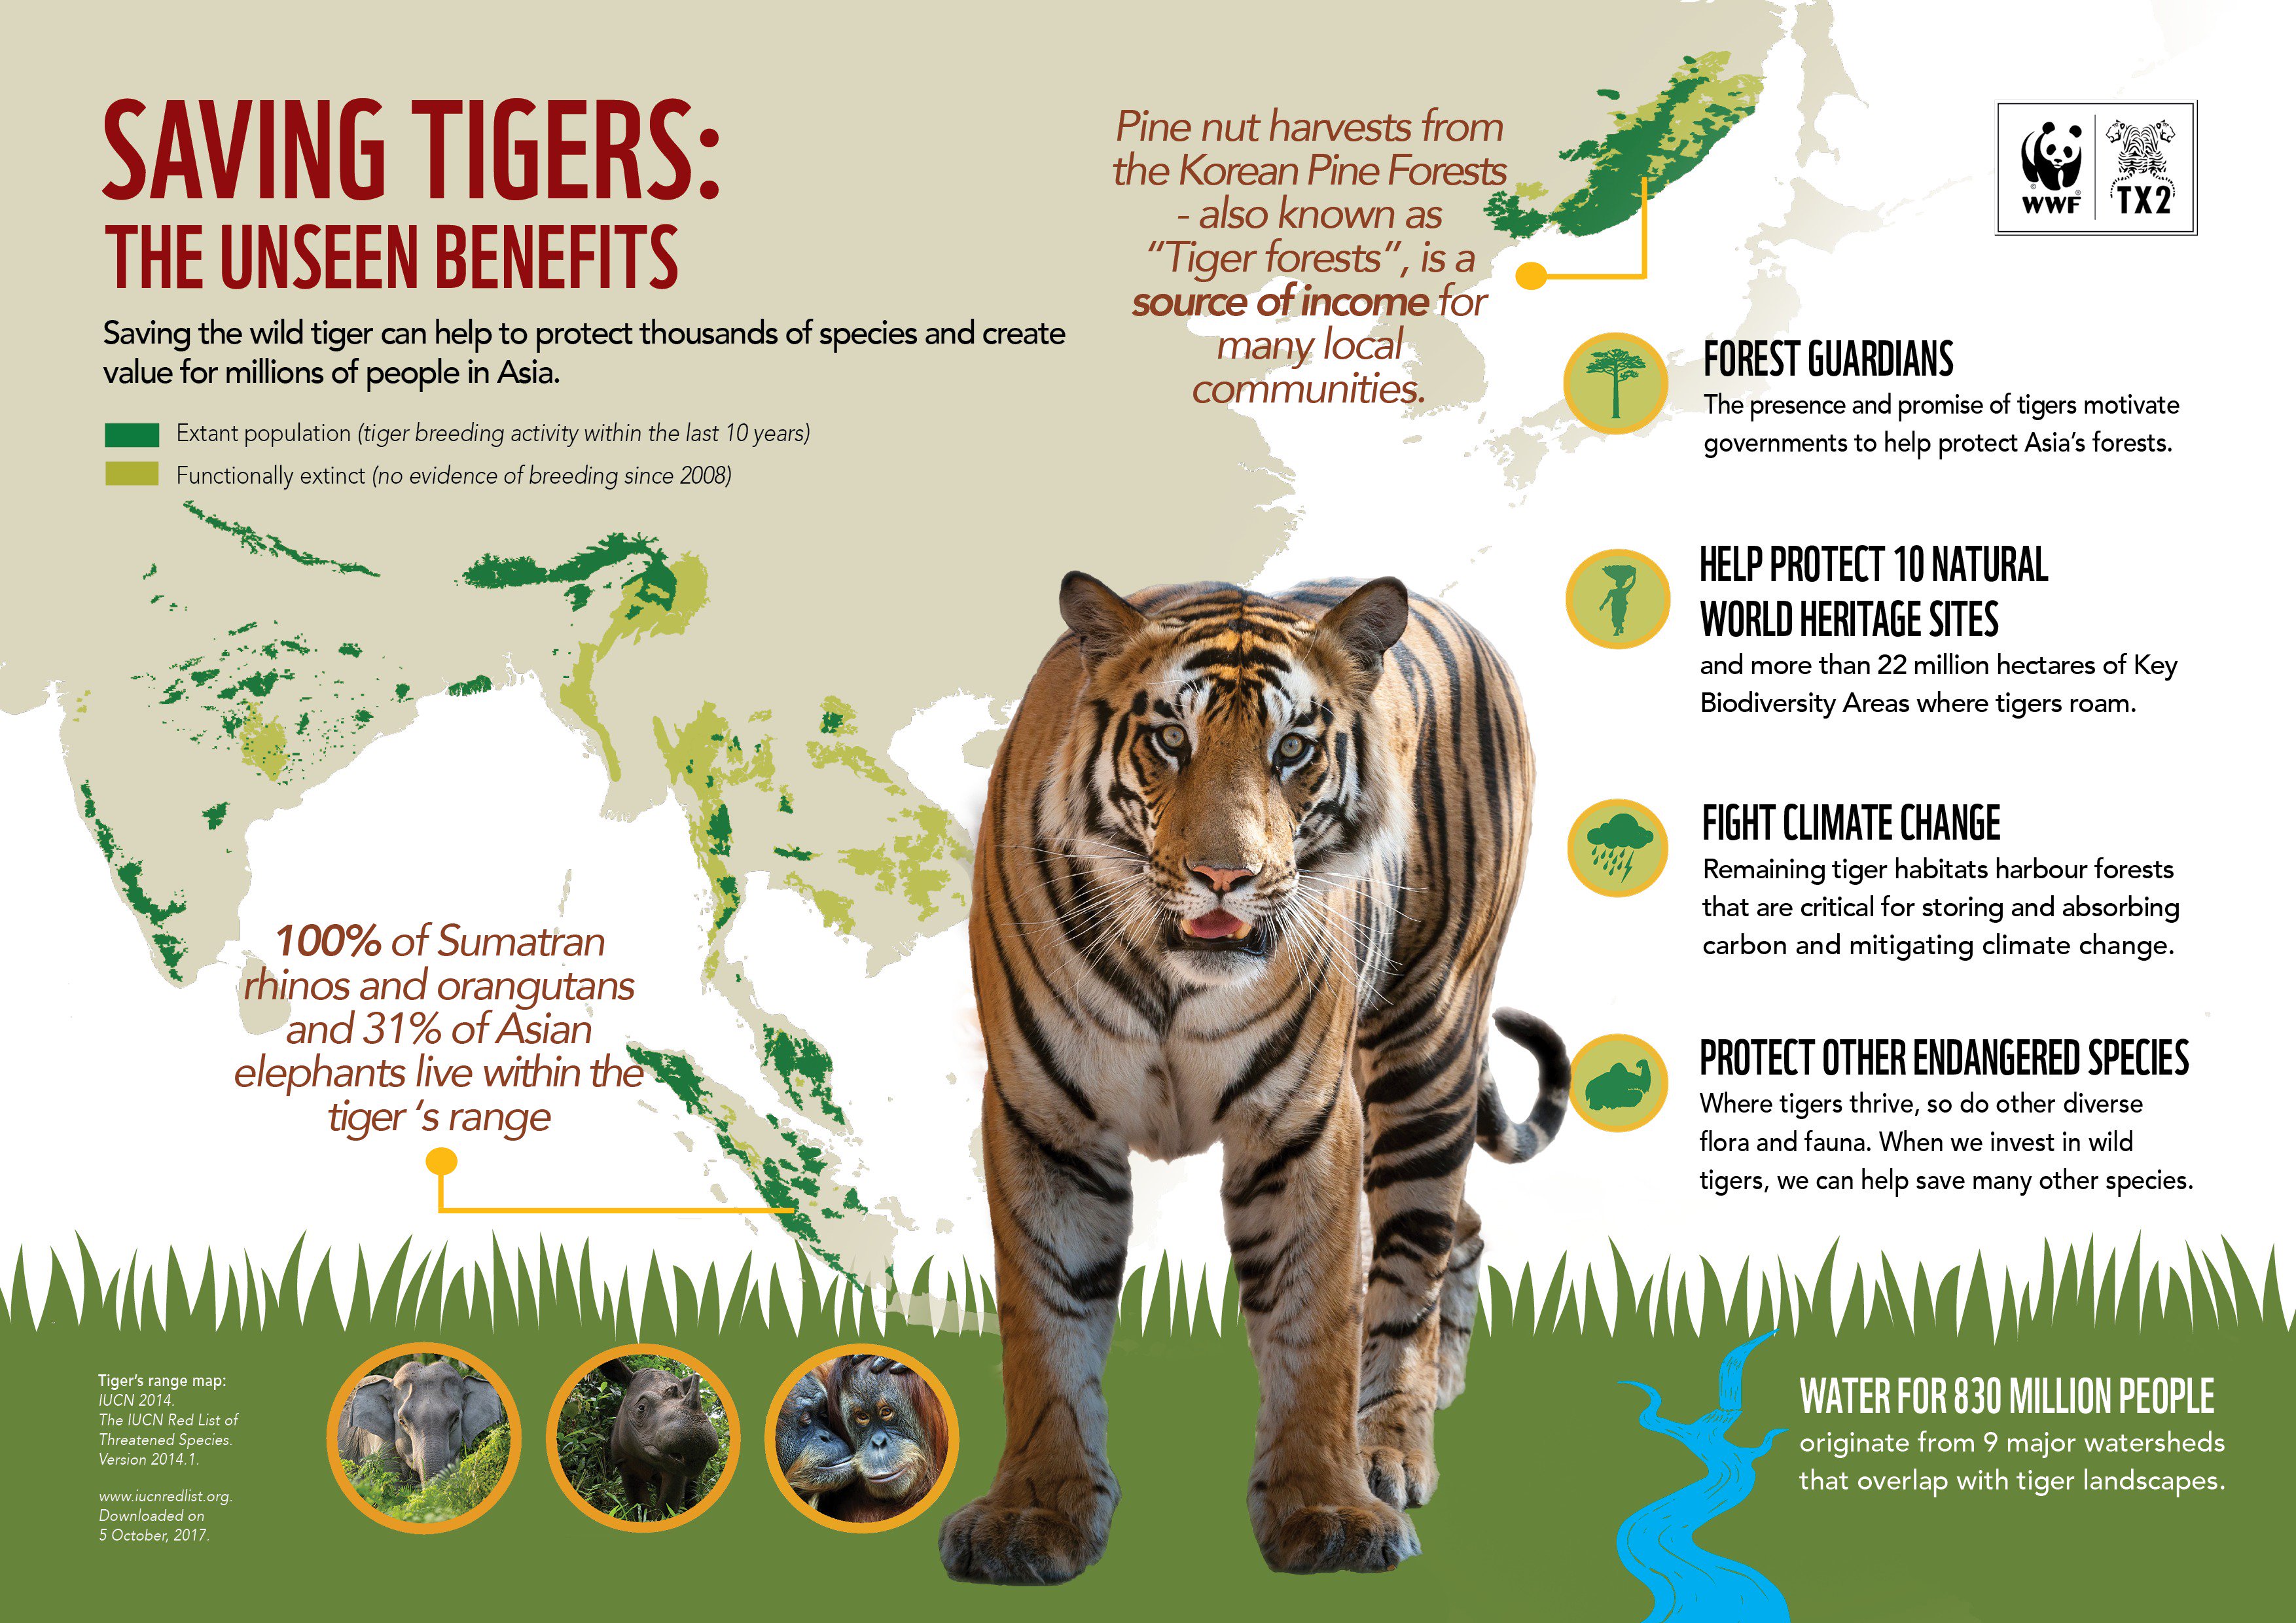 SAVING TIGERS:
THE UNSEEN BENEFITS
Saving the wild tiger can help to protect thousands of species and create
value for millions of people in Asia.
Extant population (tiger breeding activity within the last 10 years)
Functionally extinct (no evidence of breeding since 2008)
Pine nut harvests from
the Korean Pine Forests
- also known as
“Tiger forests”, is a
source of income for
many local
communities.
© WWF ®
TX2
FOREST GUARDIANS
The presence and promise of tigers motivate
governments to help protect Asia’s forests.
HELP PROTECT 10 NATURAL
WORLD HERITAGE SITES
and more than 22 million hectares of Key
Biodiversity Areas where tigers roam.
FIGHT CLIMATE CHANGE
Remaining tiger habitats harbour forests
that are critical for storing and absorbing
carbon and mitigating climate change.
PROTECT OTHER ENDANGERED SPECIES
Where tigers thrive, so do other diverse
flora and fauna. When we invest in wild
tigers, we can help save many other species.
100% of Sumatran
rhinos and orangutans
and 31% of Asian
elephants live within the
tiger ‘s range
Tiger’s range map:
IUCN 2014.
The IUCN Red List of
Threatened Species.
Version 2014.1.
www.iucnredlist.org.
Downloaded on
5 October, 2017.
WATER FOR 830 MILLION PEOPLE
originate from 9 major watersheds
that overlap with tiger landscapes.